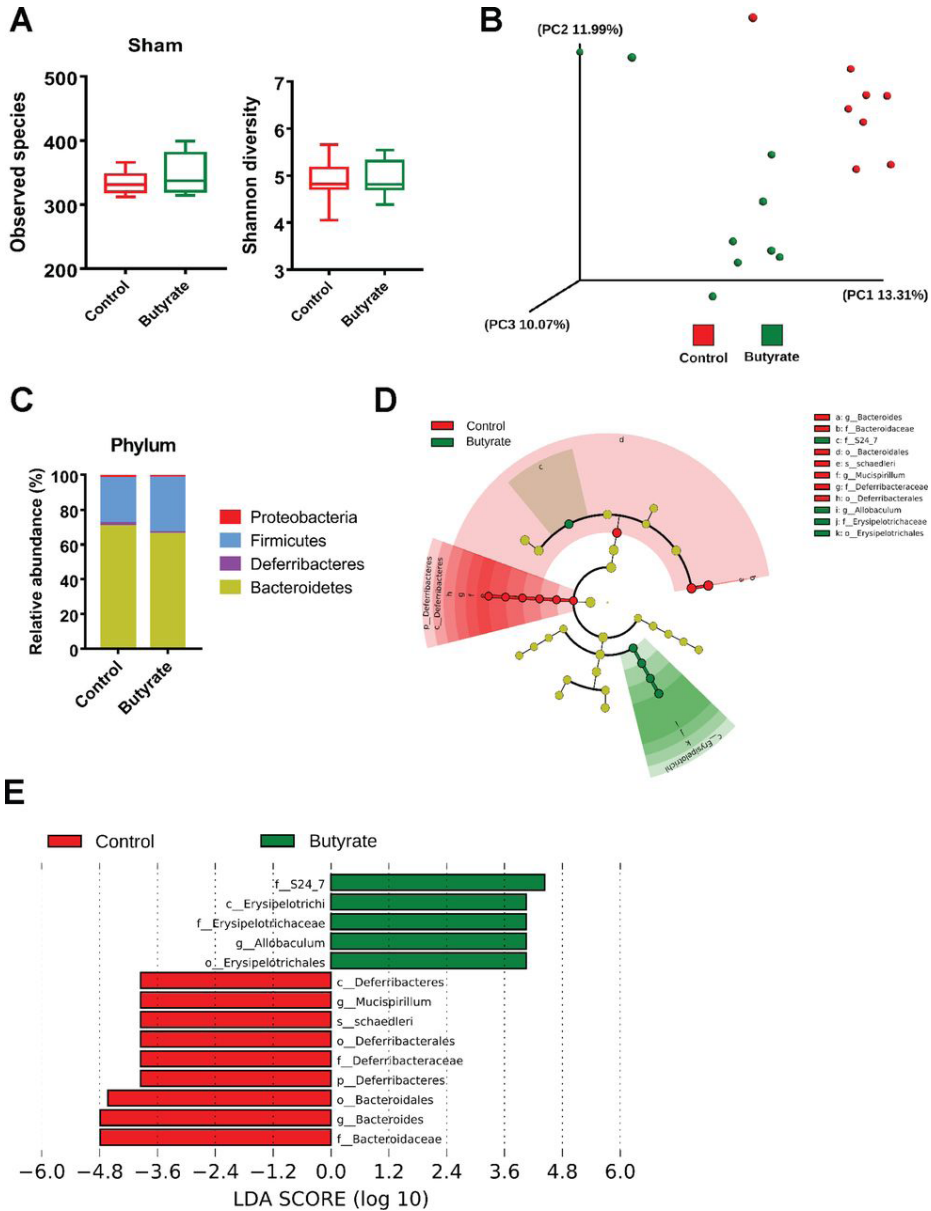 A
Sham
Observed species
500
400
300
200
Control
Butyrate
Shannon diversity
7
6
5
4
3
Control
Butyrate
B
(PC2 11.99%)
(PC1 13.31%)
(PC3 10.07%)
Control
Butyrate
C
Phylum
Relative abundance (%)
100
80
60
40
20
0
Control
Butyrate
Proteobacteria
Firmicutes
Deferribacteres
Bacteroidetes
D
Control
Butyrate
a: g__Bacteroides
b: f__Bacteroidaceae
c: f__S24_7
d: o__Bacteroidales
e: s__schaedleri
f: g__Mucispirillum
g: f__Deferribacteraceae
h: o__Deferribacterales
i: g__Allobaculum
j: f__Erysipelotrichaceae
k: o__Erysipelotrichales
d
c
a
b
p__Deferribacteres
c__Deferribacteres
h
g
f
e
i
j
k
c__Erysipelotrichi
E
Control
Butyrate
f__S24_7
c__Erysipelotrichi
f__Erysipelotrichaceae
g__Allobaculum
o__Erysipelotrichales
c__Deferribacteres
g__Mucispirillum
s__schaedleri
o__Deferribacterales
f__Deferribacteraceae
p__Deferribacteres
o__Bacteroidales
g__Bacteroides
f__Bacteroidaceae
−6.0 −4.8 −3.6 −2.4 −1.2 0.0 1.2 2.4 3.6 4.8 6.0
LDA SCORE (log 10)